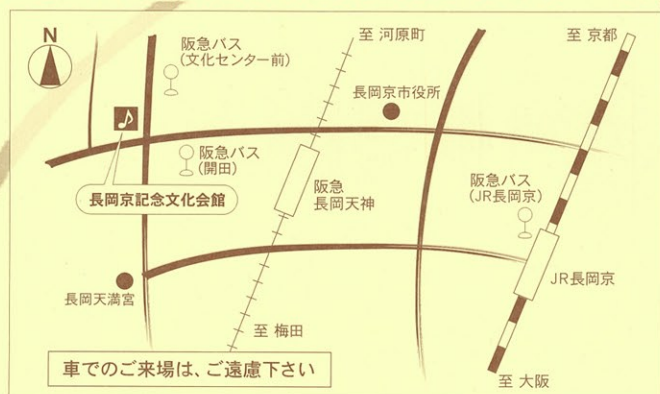 N
阪急バス
(文化センター前)
至 河原町
至 京都
長岡京市役所
阪急バス
(開田)
長岡京記念文化会館
阪急
長岡天神
阪急バス
(JR長岡京)
JR長岡京
長岡天満宮
至 梅田
車でのご来場は、ご遠慮下さい
至 大阪